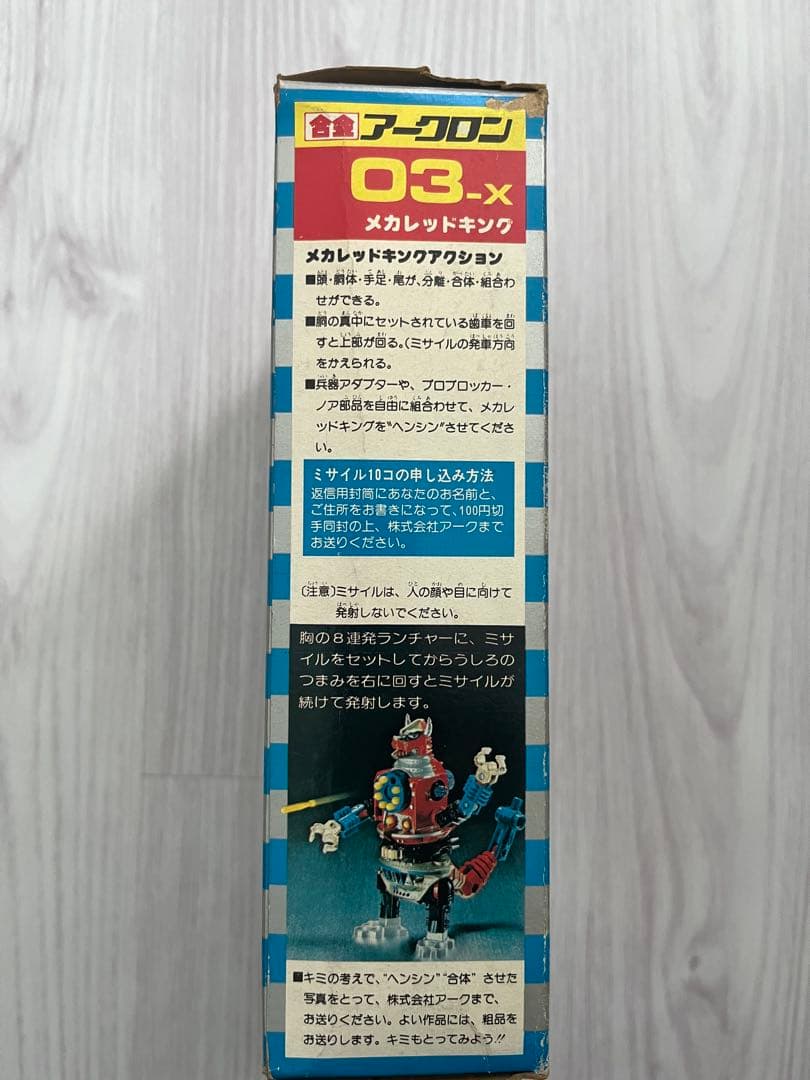 合金 アークロン
03-x
メカレッドキング
メカレッドキングアクション
■頭・胴体・手足・尾が、分離・合体・組合わ
せができる。
■胴の真中にセットされている歯車を回
すと上部が回る。(ミサイルの発車方向
をかえられる。
■兵器アダプターや、プロブロッカー・
ノア部品を自由に組合わせて、メカレ
ッドキングを"ヘンシン"させてくださ
い。
ミサイル10コの申し込み方法
返信用封筒にあなたのお名前と、
ご住所をお書きになって、100円切
手同封の上、株式会社アークまで
お送りください。
(注意)ミサイルは、人の顔や目に向けて
発射しないでください。
胸の8連発ランチャーに、ミサ
イルをセットしてからうしろの
つまみを右に回すとミサイルが
続けて発射します。
■キミの考えで、"ヘンシン""合体"させた
写真をとって、株式会社アークまで、
お送りください。よい作品には、粗品を
お送りします。キミもとってみよう!!